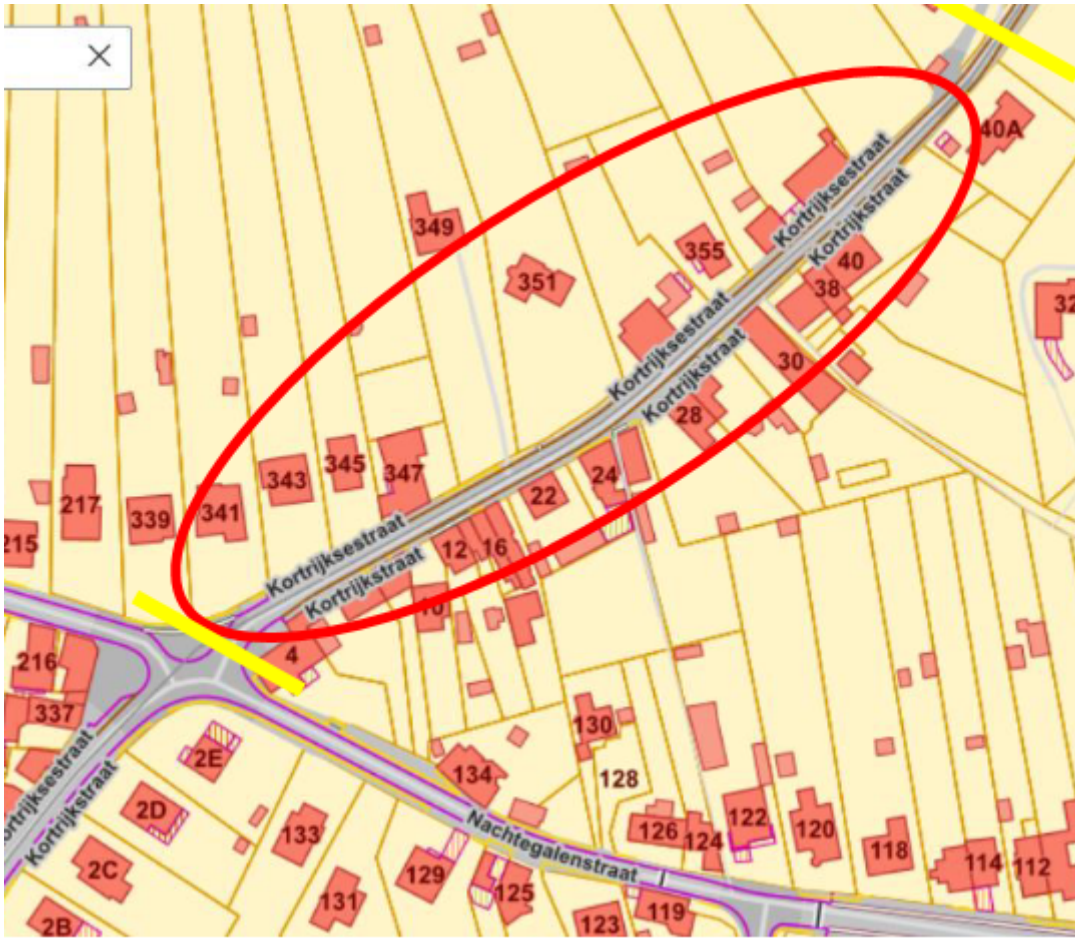 40A
Kortrijksestraat
Kortrijkstraat
349
355
40
351
38
32
Kortrijksestraat
Kortrijkstraat
30
28
345
347
343
24
217
22
341
339
215
Kortrijksestraat
12
16
Kortrijkstraat
10
4
216
337
130
2E
134
128
Kortrijksestraat
Kortrijkstraat
2D
133
Nachtegalenstraat
126
124
122
120
118
114
112
2C
129
125
131
119
2B
123